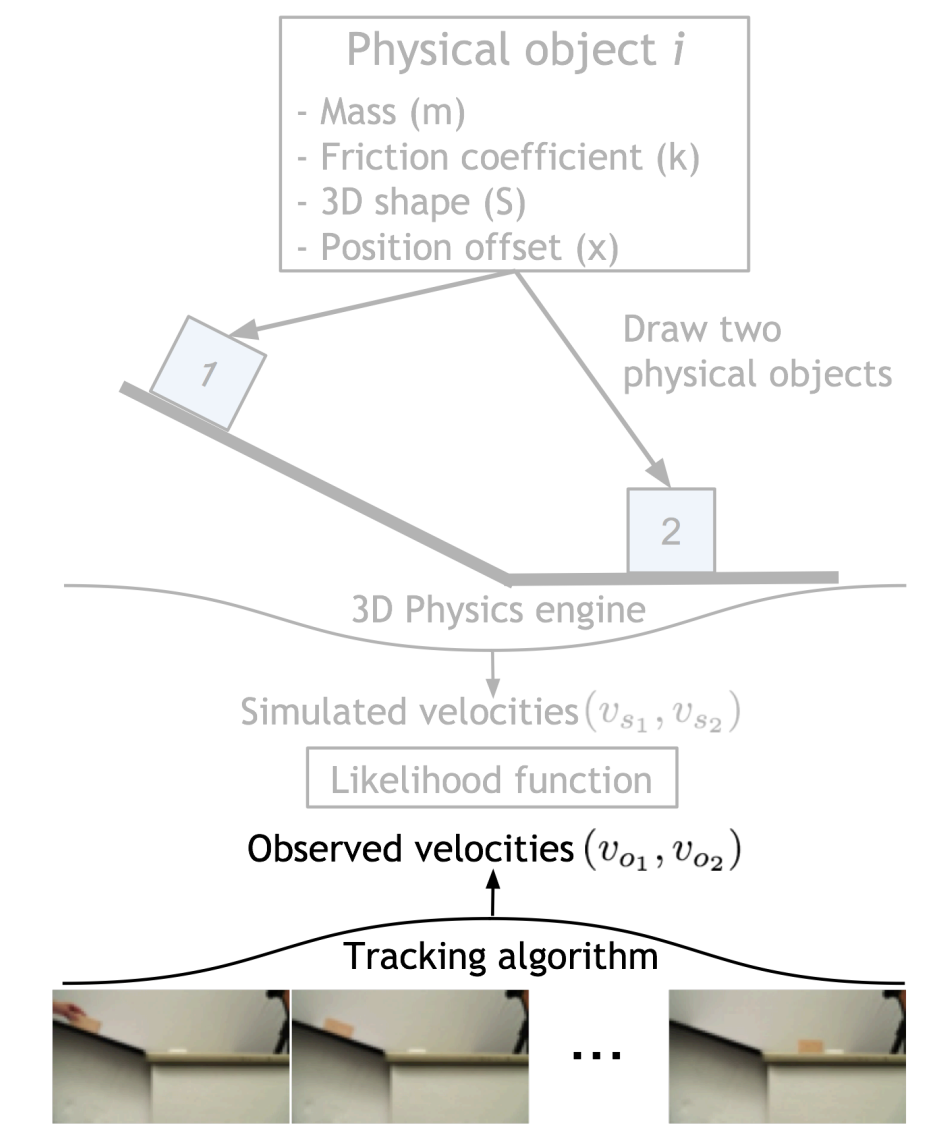 Physical object i
- Mass (m)
- Friction coefficient (k)
- 3D shape (S)
- Position offset (x)
Draw two
physical objects
1
2
3D Physics engine
Simulated velocities (v_{s_1}, v_{s_2})
Likelihood function
Observed velocities (v_{o_1}, v_{o_2})
Tracking algorithm
...